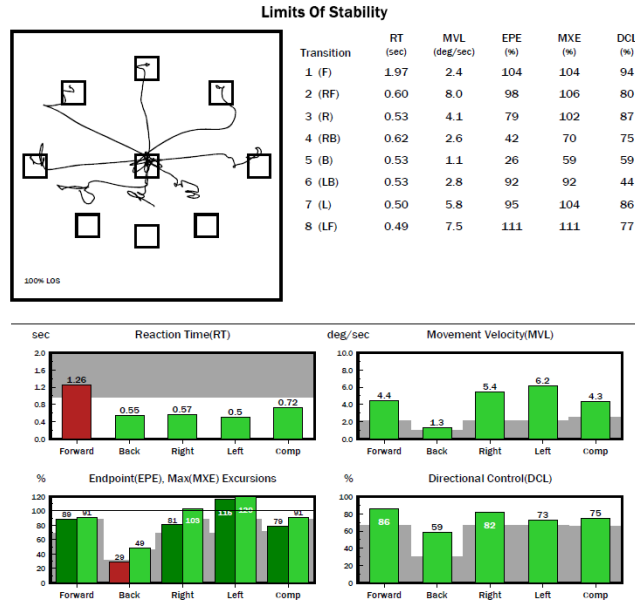 Limits Of Stability
RT MVL EPE MXE DCL
Transition (sec) (deg/sec) (%) (%) (%)
1 (F) 1.97 2.4 104 104 94
2 (RF) 0.60 8.0 98 106 80
3 (R) 0.53 4.1 79 102 87
4 (RB) 0.62 2.6 42 70 75
5 (B) 0.53 1.1 26 59 59
6 (LB) 0.53 2.8 92 92 44
7 (L) 0.50 5.8 95 104 86
8 (LF) 0.49 7.5 111 111 77
100% LOS
sec Reaction Time(RT)
2.0
1.6
1.2
0.8
0.4
0.0
1.26 0.55 0.57 0.5 0.72
Forward Back Right Left Comp
deg/sec Movement Velocity(MVL)
10.0
8.0
6.0
4.0
2.0
0.0
4.4 1.3 5.4 6.2 4.3
Forward Back Right Left Comp
% Endpoint(EPE), Max(MXE) Excursions
120
100
80
60
40
20
0
89 91 29 49 81 103 79 91
Forward Back Right Left Comp
% Directional Control(DCL)
100
80
60
40
20
0
86 59 82 73 75
Forward Back Right Left Comp